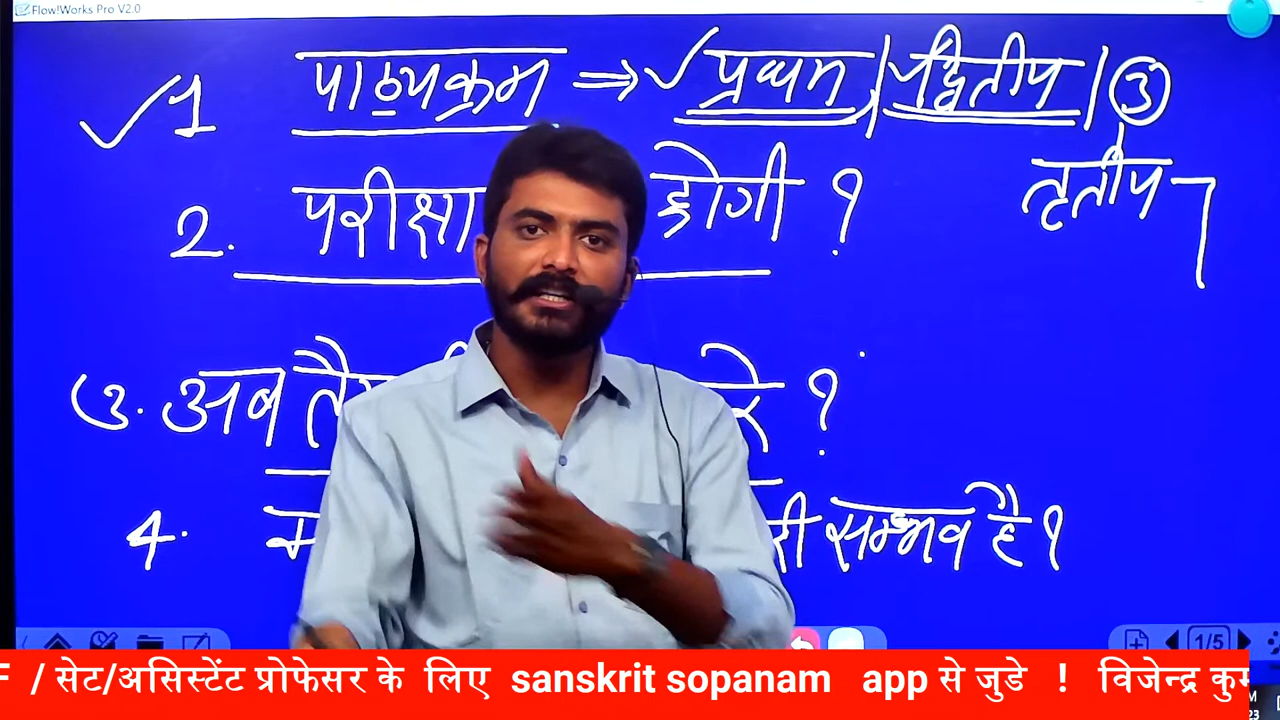 Flow!Works Pro V2.0
1 पाठ्यक्रम ⇒ प्रथम, | द्वितीय | 3
तृतीय
2. परीक्षा होगी ?
3. अब रे ?
4. री सम्भव है ?
1/5
F / सेट/असिस्टेंट प्रोफेसर के लिए sanskrit sopanam app से जुडे ! विजेन्द्र कुम